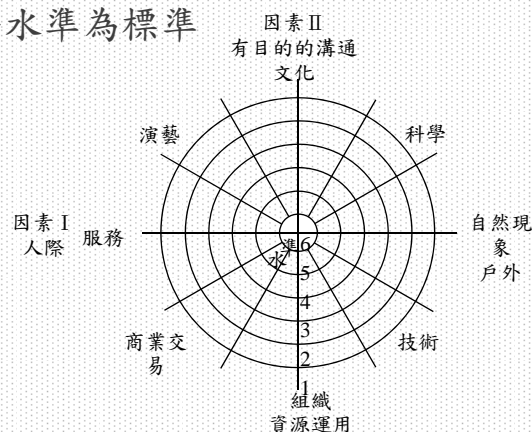 水準為標準
因素Ⅱ
有目的的溝通
文化
演藝
科學
因素Ⅰ
人際
服務
自然現
象
戶外
準
水
6
5
4
3
2
1
商業交
易
技術
組織
資源運用